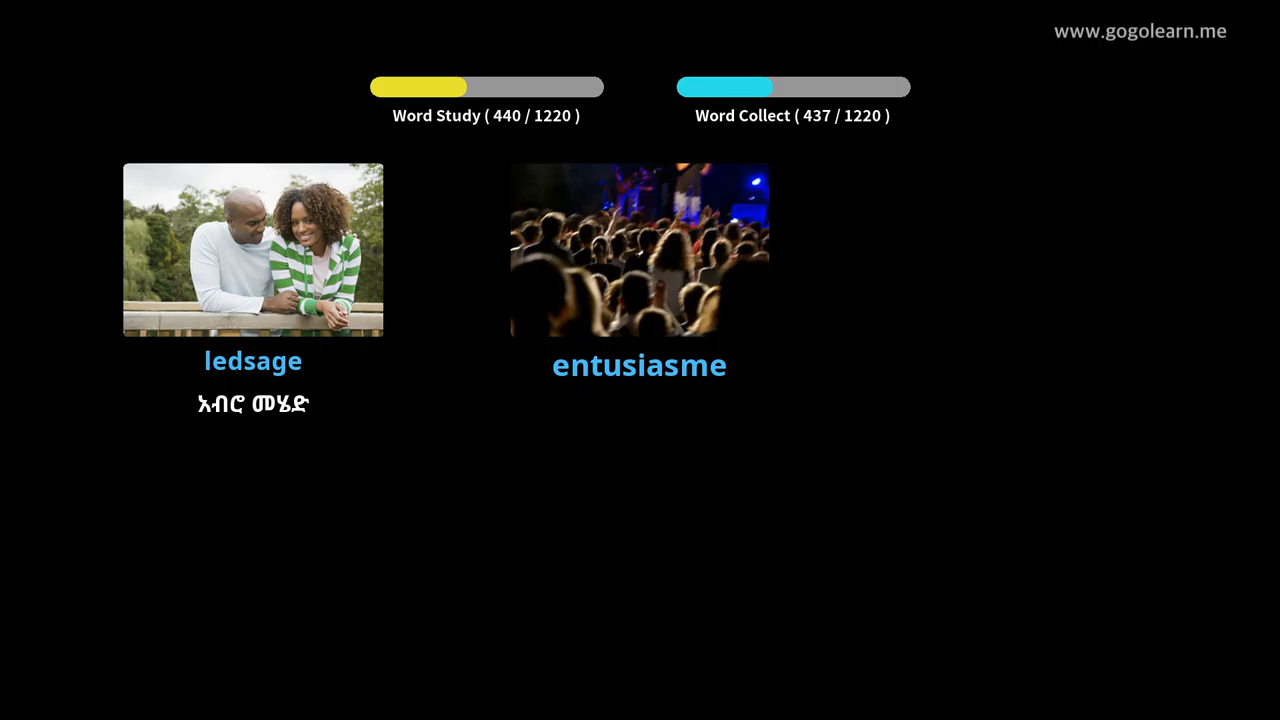 www.gogolearn.me
Word Study ( 440 / 1220 )
Word Collect ( 437 / 1220 )
ledsage
አብሮ መሄድ
entusiasme